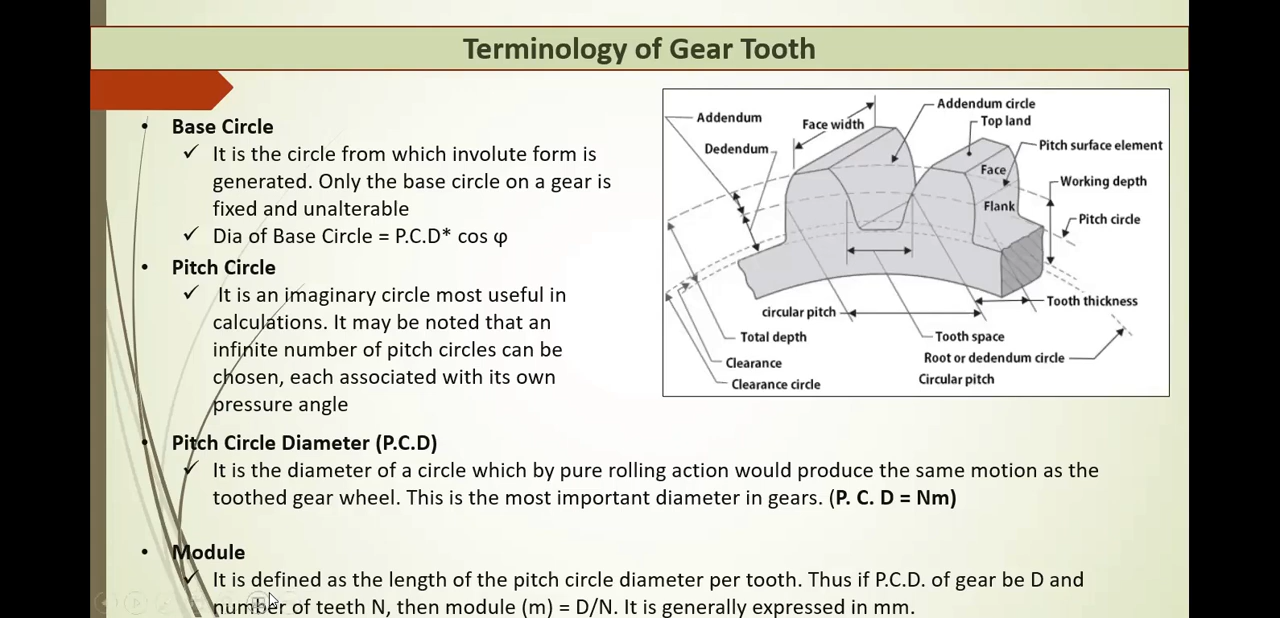 Terminology of Gear Tooth
• Base Circle
✓ It is the circle from which involute form is
generated. Only the base circle on a gear is
fixed and unalterable
✓ Dia of Base Circle = P.C.D* cos φ
• Pitch Circle
✓ It is an imaginary circle most useful in
calculations. It may be noted that an
infinite number of pitch circles can be
chosen, each associated with its own
pressure angle
Addendum
Dedendum
Face width
Addendum circle
Top land
Pitch surface element
Face
Working depth
Flank
Pitch circle
circular pitch
Tooth thickness
Total depth
Tooth space
Clearance
Root or dedendum circle
Clearance circle
Circular pitch
• Pitch Circle Diameter (P.C.D)
✓ It is the diameter of a circle which by pure rolling action would produce the same motion as the
toothed gear wheel. This is the most important diameter in gears. (P. C. D = Nm)
• Module
✓ It is defined as the length of the pitch circle diameter per tooth. Thus if P.C.D. of gear be D and
number of teeth N, then module (m) = D/N. It is generally expressed in mm.